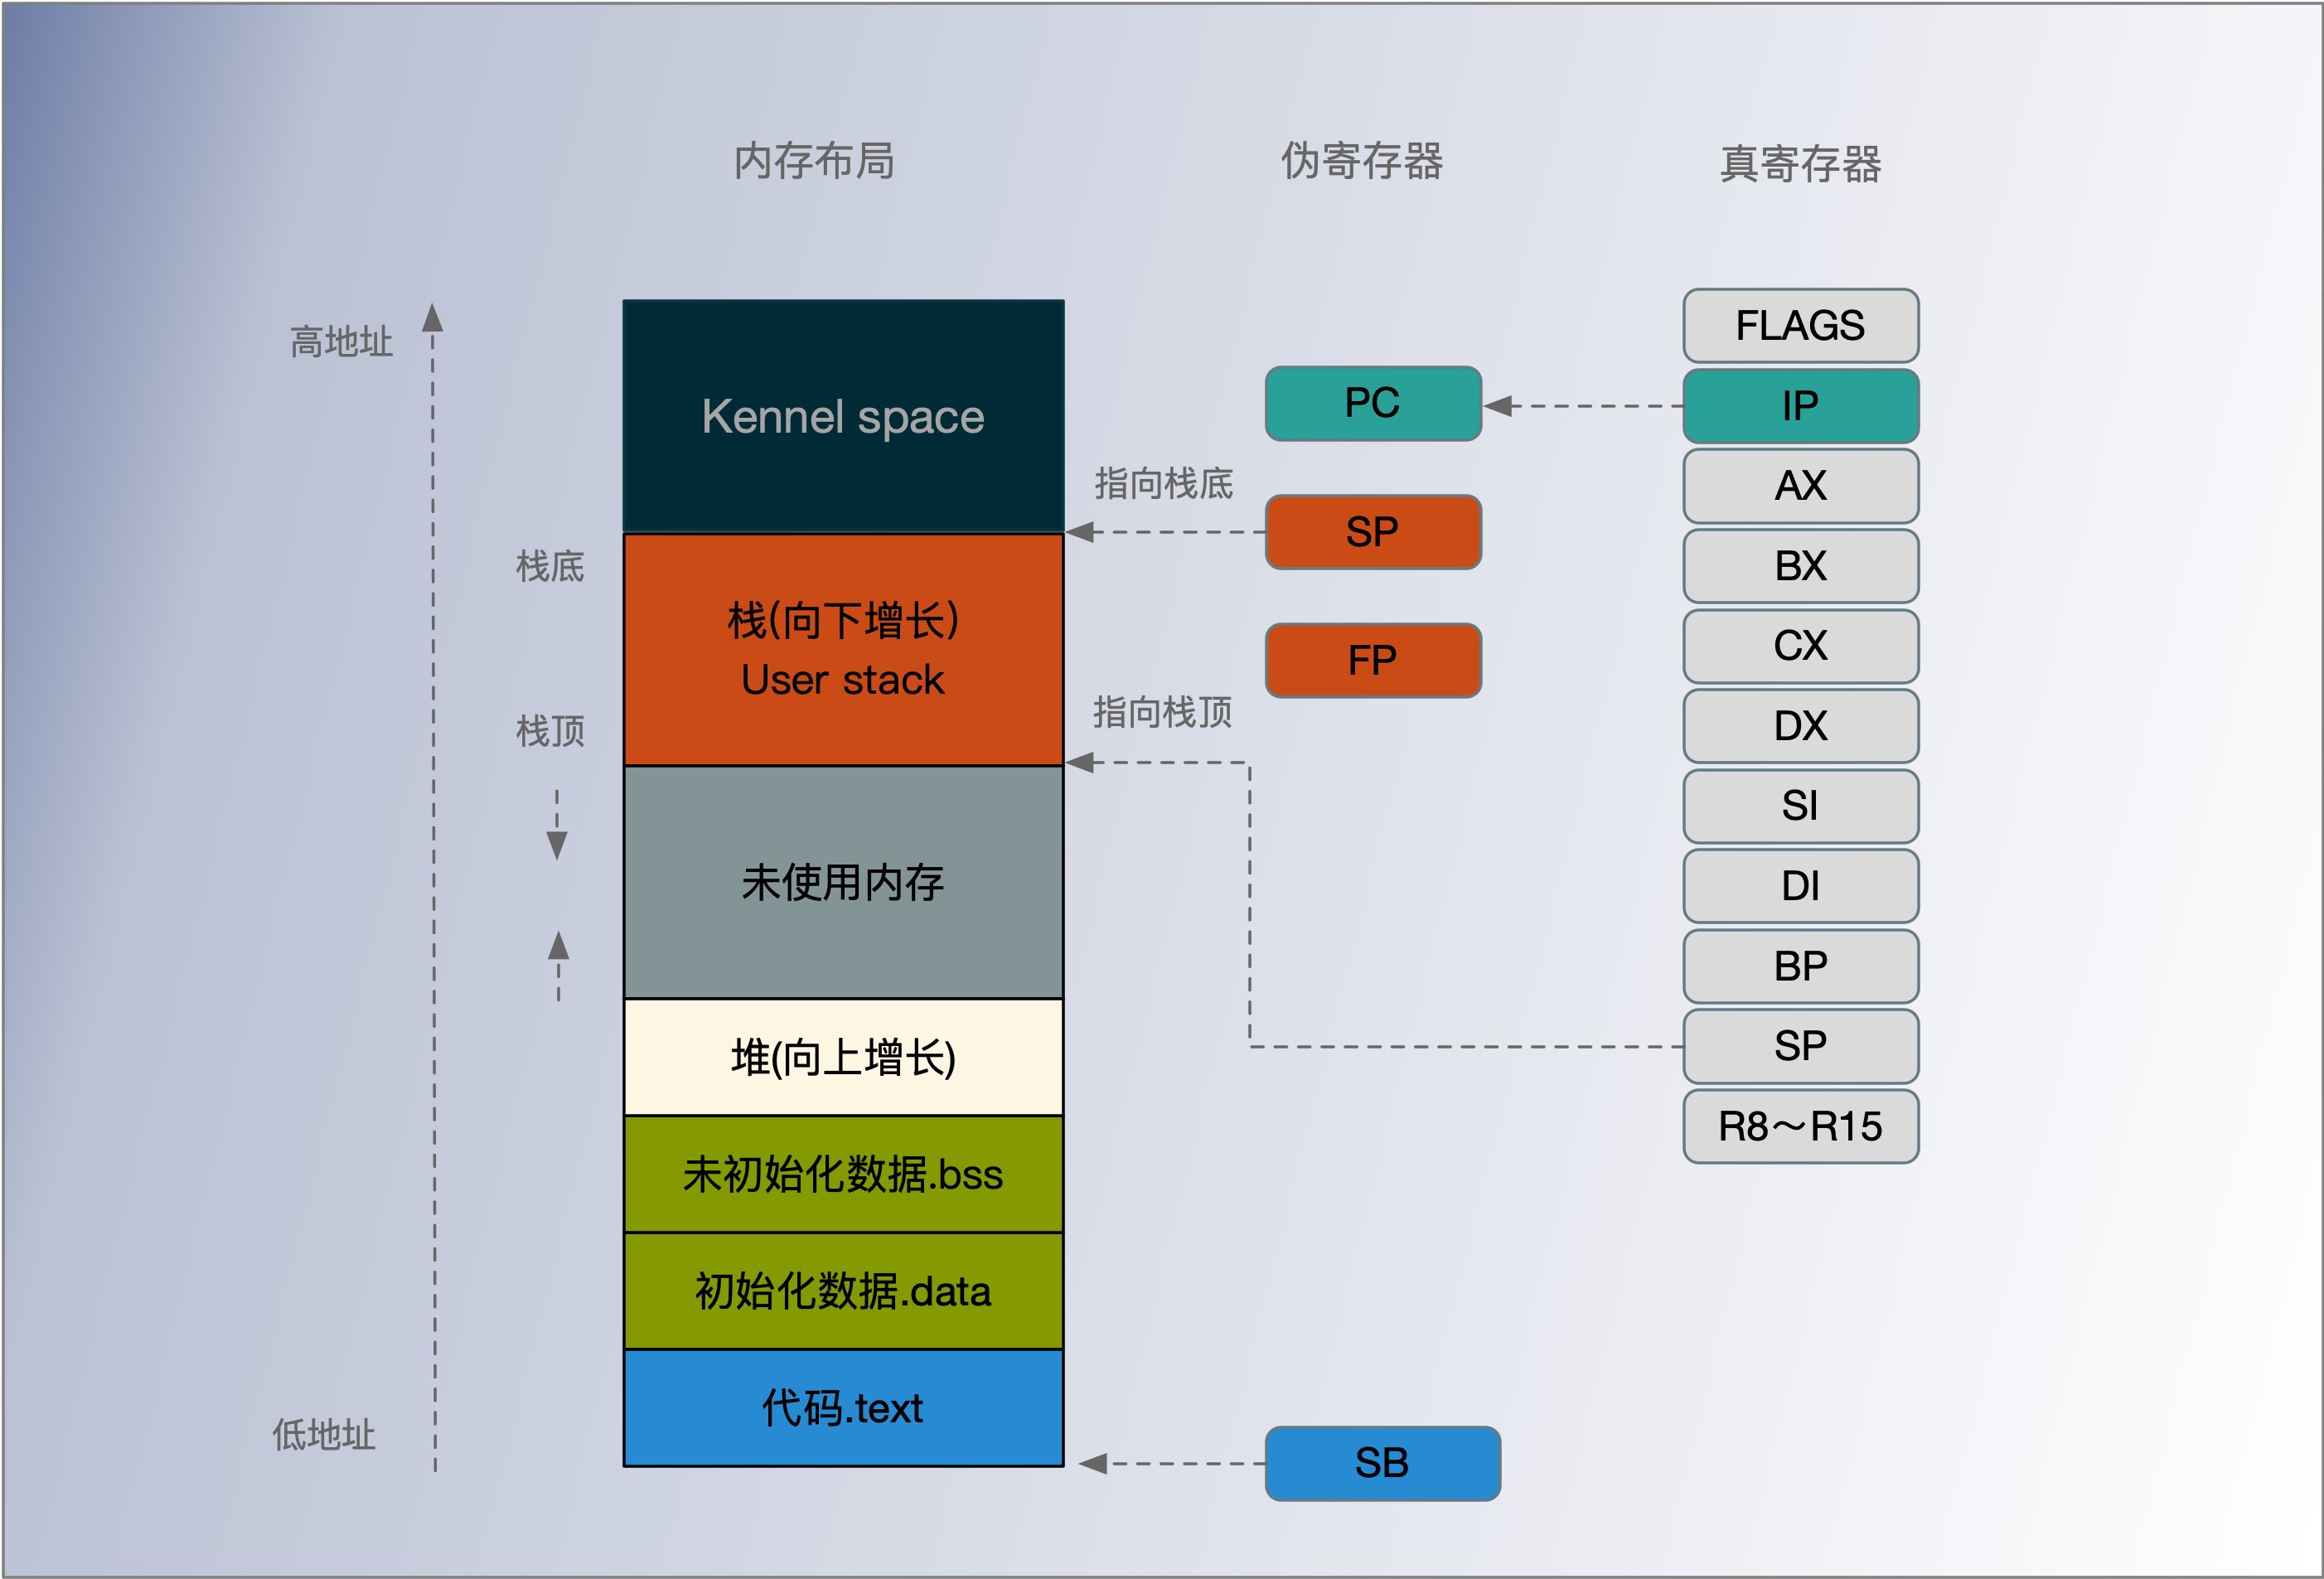 内存布局
伪寄存器
真寄存器
高地址
Kennel space
栈底
栈(向下增长)
User stack
栈顶
未使用内存
堆(向上增长)
未初始化数据.bss
初始化数据.data
代码.text
低地址
指向栈底
指向栈顶
PC
SP
FP
SB
FLAGS
IP
AX
BX
CX
DX
SI
DI
BP
SP
R8～R15